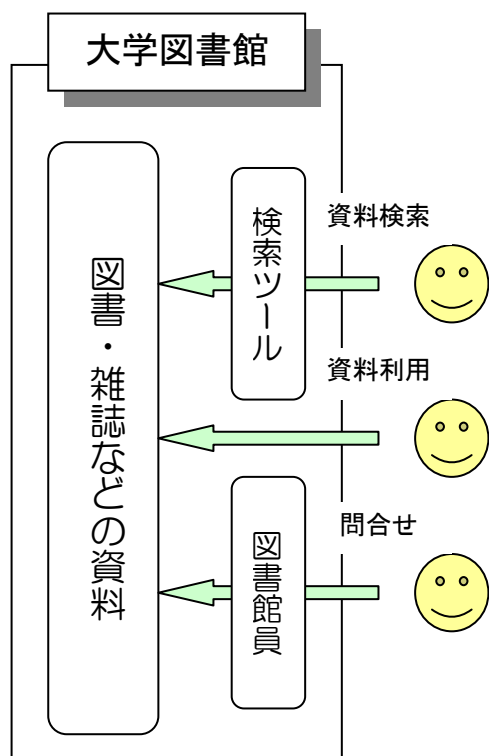 大学図書館
図書・雑誌などの資料
検索ツール
資料検索
資料利用
図書館員
問合せ